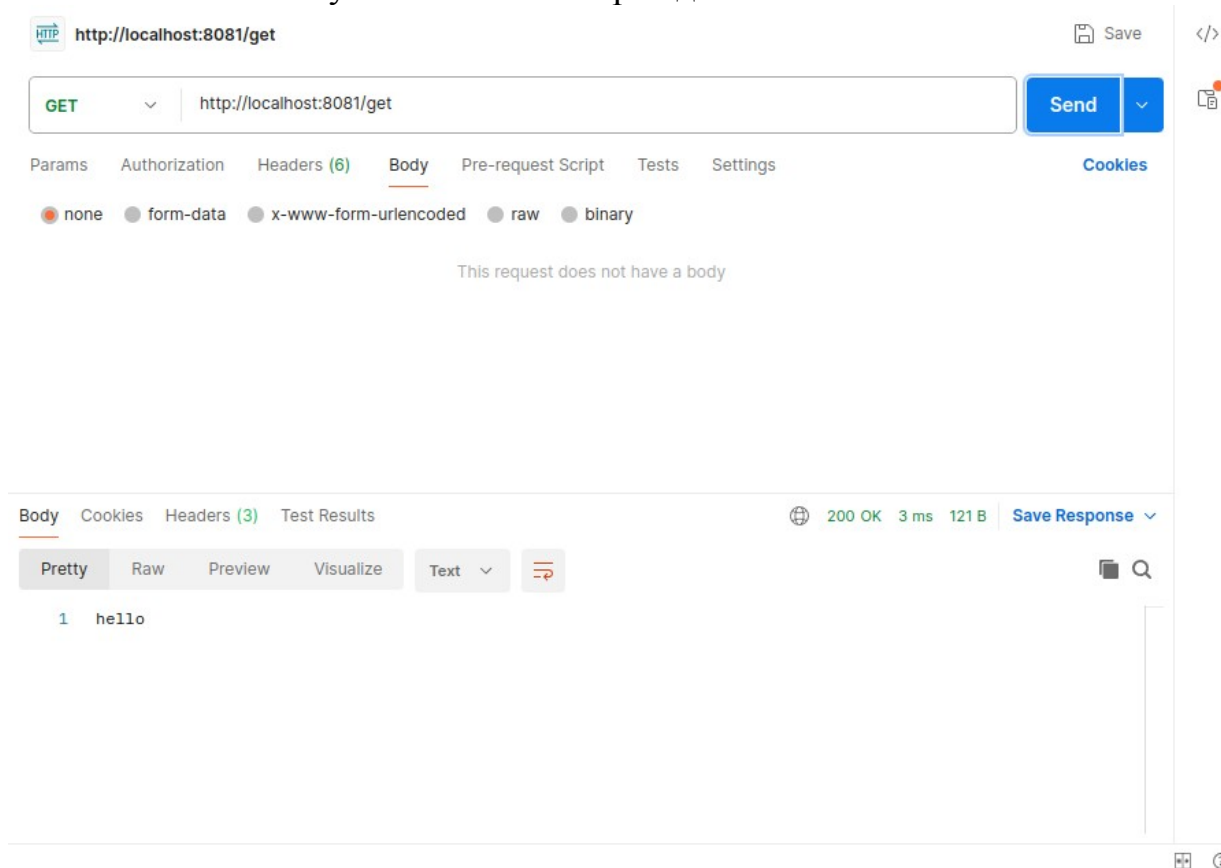 HTTP http://localhost:8081/get Save </>
GET http://localhost:8081/get Send
Params Authorization Headers (6) Body Pre-request Script Tests Settings Cookies
none form-data x-www-form-urlencoded raw binary
This request does not have a body
Body Cookies Headers (3) Test Results 200 OK 3 ms 121 B Save Response
Pretty Raw Preview Visualize Text
1 hello